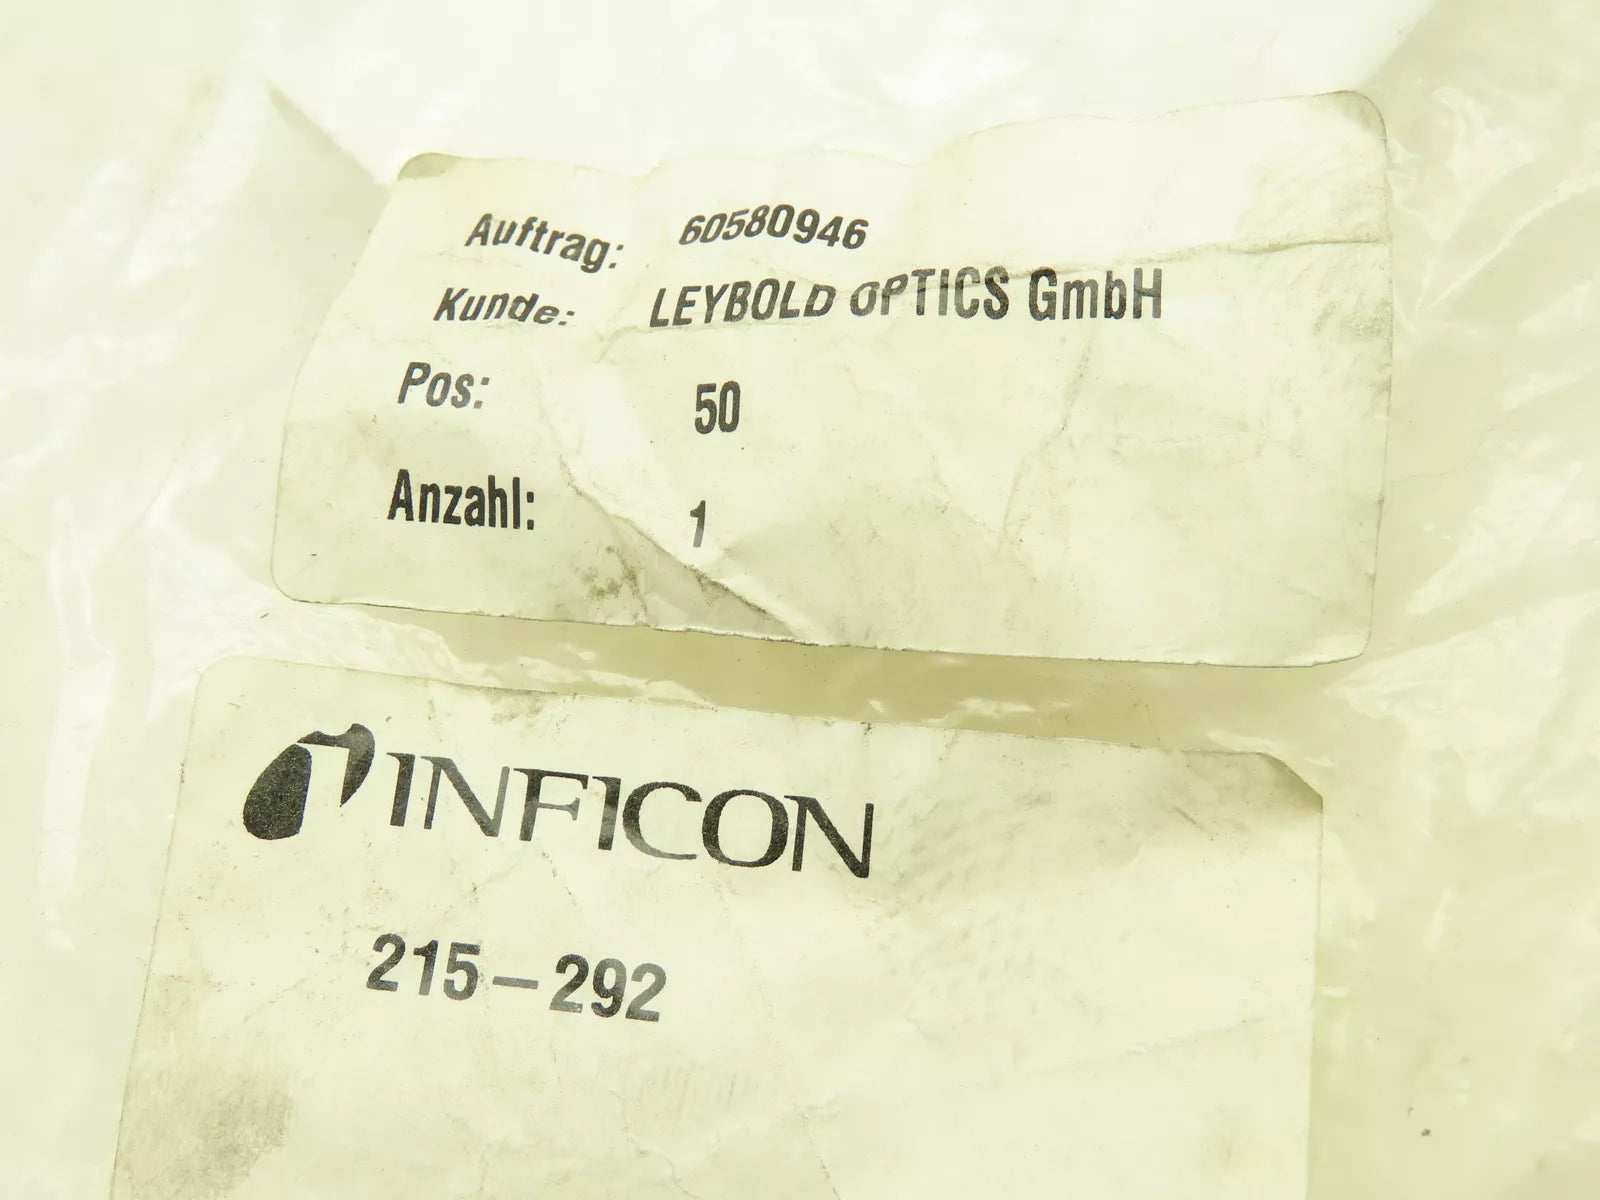 Auftrag: 60580946
Kunde: LEYBOLD OPTICS GmbH
Pos: 50
Anzahl: 1
INFICON
215-292